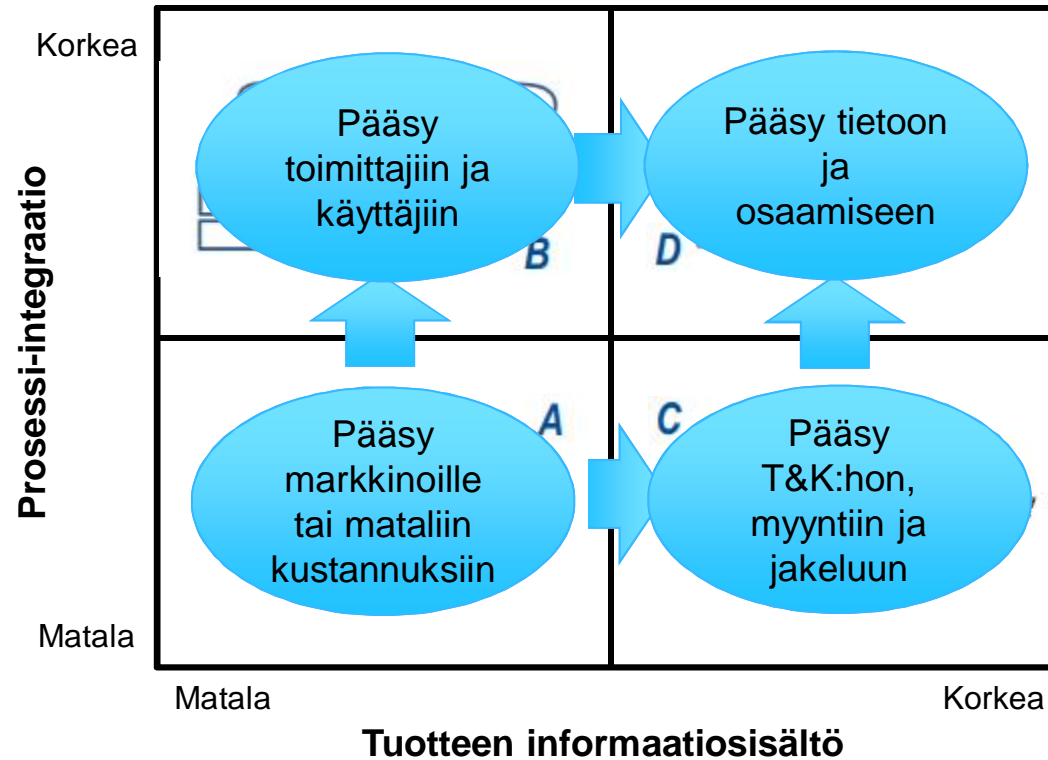 Korkea
Pääsy
toimittajiin ja
käyttäjiin
B
Pääsy tietoon
ja
osaamiseen
D
Prosessi-integraatio
Pääsy
markkinoille
tai mataliin
kustannuksiin
A
C
Pääsy
T&K:hon,
myyntiin ja
jakeluun
Matala
Matala
Korkea
Tuotteen informaatiosisältö